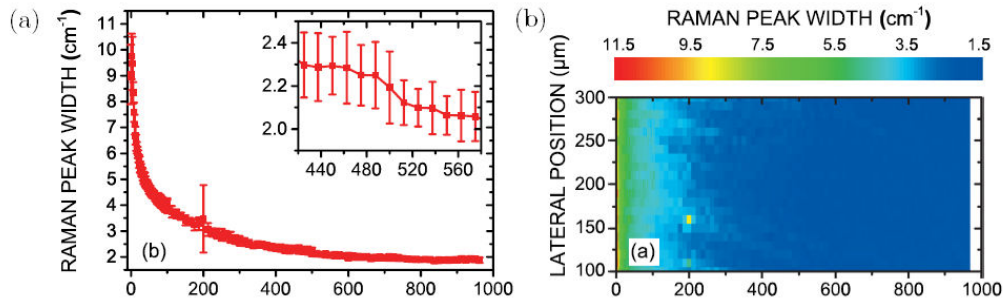 (a)
RAMAN PEAK WIDTH (cm⁻¹)
11
10
9
8
7
6
5
4
3
2
2.4
2.2
2.0
440 480 520 560
(b)
0 200 400 600 800 1000
(b)
RAMAN PEAK WIDTH (cm⁻¹)
11.5 9.5 7.5 5.5 3.5 1.5
LATERAL POSITION (μm)
300
250
200
150
100
(a)
0 200 400 600 800 1000